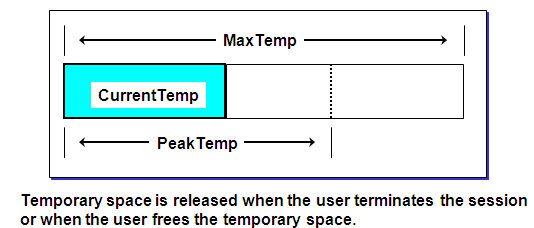 MaxTemp
CurrentTemp
PeakTemp
Temporary space is released when the user terminates the session
or when the user frees the temporary space.